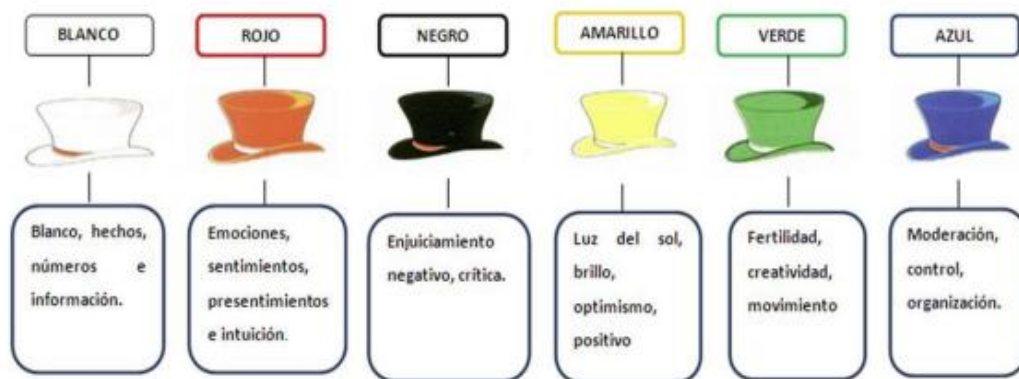 BLANCO
ROJO
NEGRO
AMARILLO
VERDE
AZUL
Blanco, hechos,
números e
información.
Emociones,
sentimientos,
presentimientos
e intuición.
Enjuiciamiento
negativo, crítica.
Luz del sol,
brillo,
optimismo,
positivo
Fertilidad,
creatividad,
movimiento
Moderación,
control,
organización.